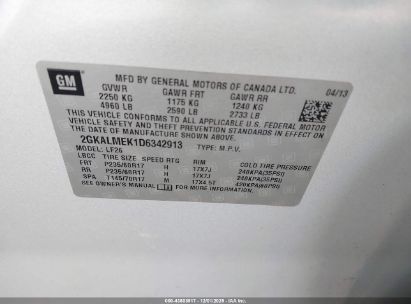 GM
MFD BY GENERAL MOTORS OF CANADA LTD.
04/13
GVWR GAWR FRT GAWR RR
2250 KG 1175 KG 1240 KG
4960 LB 2590 LB 2733 LB
THIS VEHICLE CONFORMS TO ALL APPLICABLE
VEHICLE SAFETY AND THEFT PREVENTION STANDARDS IN EFFECT ON
THE DATE OF MANUFACTURE SHOWN ABOVE.
2GKALMEK1D6342913 TYPE: M.P.V.
MODEL: LF26
LBCC TIRE SIZE SPEED RTG RIM COLD TIRE PRESSURE
FRT P235/60R17 H 17X7J 240KPA(35PSI)
RR P235/60R17 H 17X7J 240KPA(35PSI)
SPA T145/70R17 M 17X4.5T 420KPA(60PSI)
SEE OWNER'S MANUAL FOR MORE INFORMATION